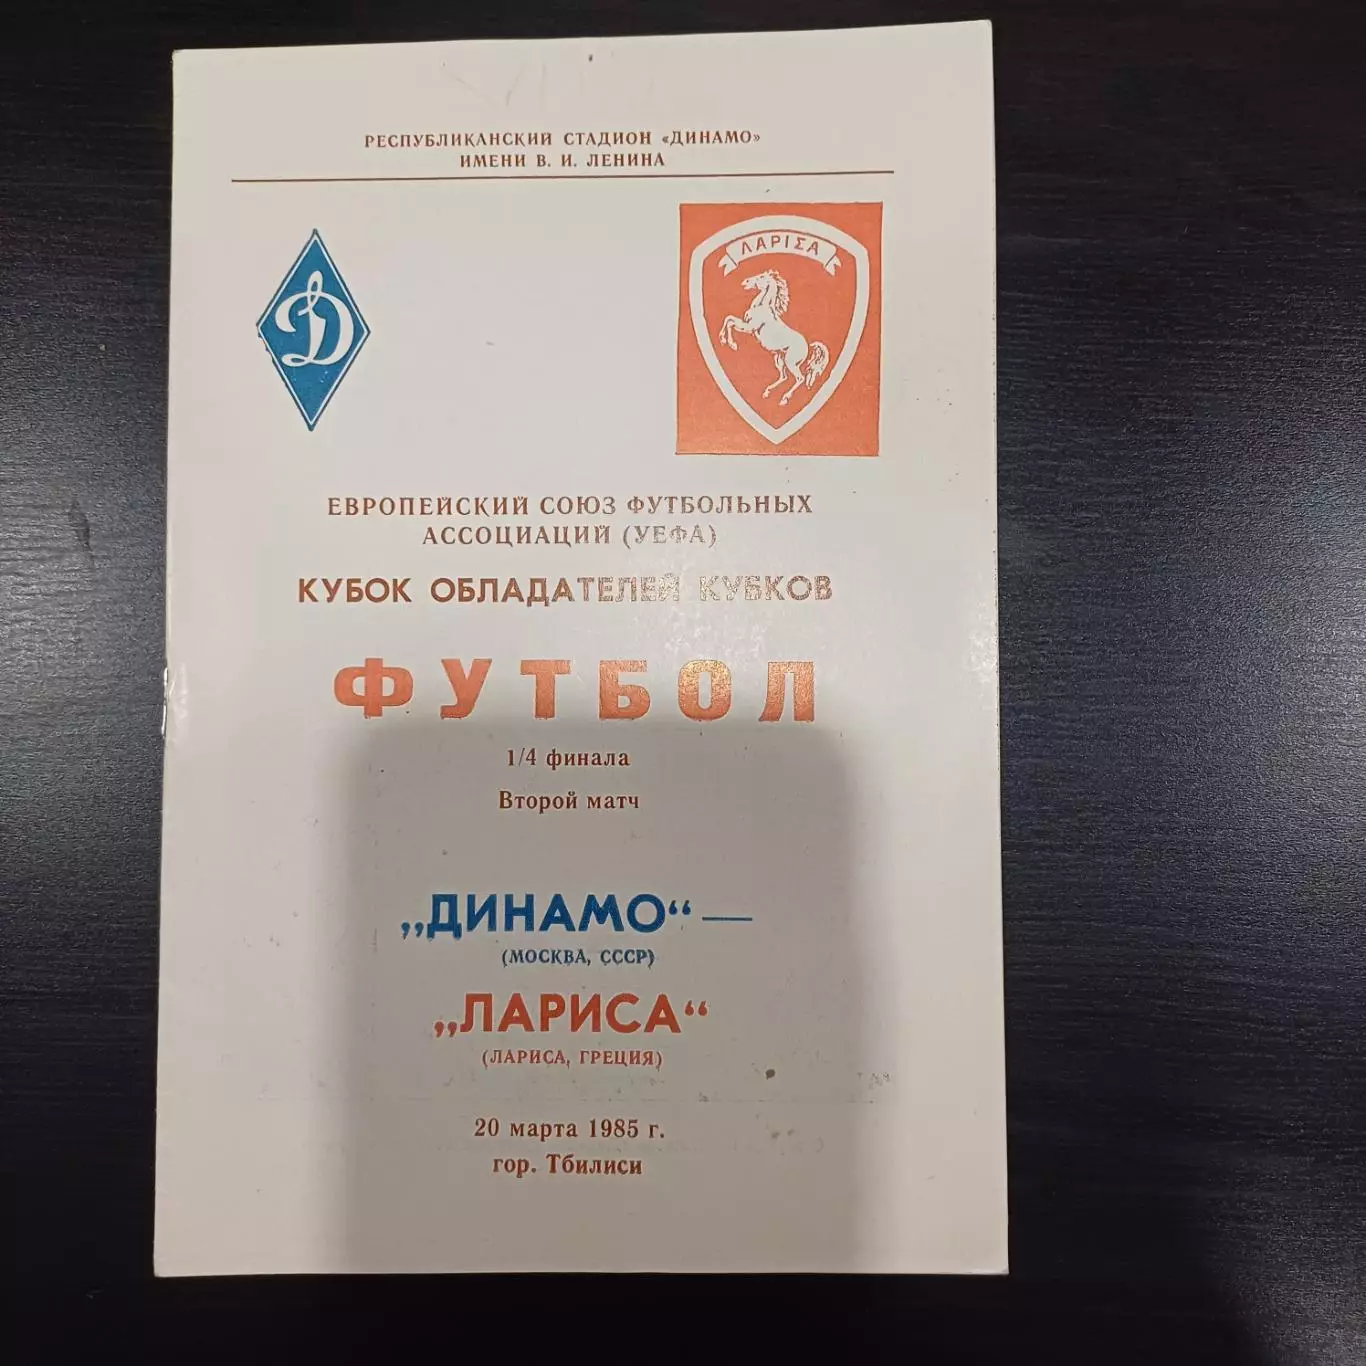 РЕСПУБЛИКАНСКИЙ СТАДИОН «ДИНАМО»
ИМЕНИ В. И. ЛЕНИНА
ΛΑΡΙΣΑ
Д
ЕВРОПЕЙСКИЙ СОЮЗ ФУТБОЛЬНЫХ
АССОЦИАЦИЙ (УЕФА)
КУБОК ОБЛАДАТЕЛЕЙ КУБКОВ
ФУТБОЛ
1/4 финала
Второй матч
„ДИНАМО“ —
(МОСКВА, СССР)
„ЛАРИСА“
(ЛАРИСА, ГРЕЦИЯ)
20 марта 1985 г.
гор. Тбилиси